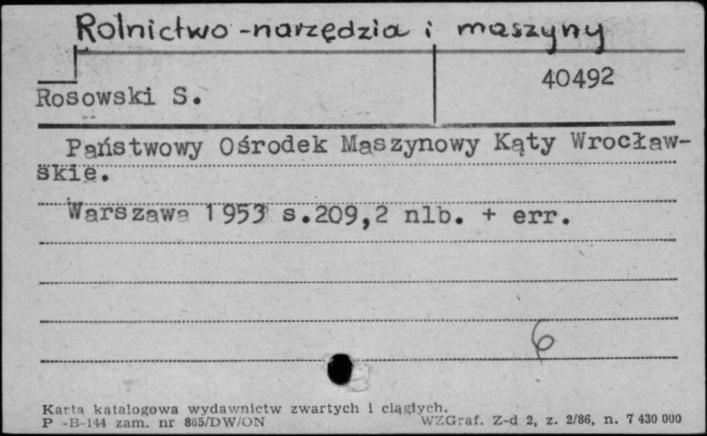 Rolnictwo - narzędzia i maszyny
Rosowski S.
40492
Państwowy Ośrodek Maszynowy Kąty Wrocław-
skie.
Warszawa 1953 s.209,2 nlb. + err.
6
Karta katalogowa wydawnictw zwartych i ciągłych.
P -B-144 zam. nr 865/DW/ON
WZGraf. Z-d 2, z. 2/86, n. 7 430 000